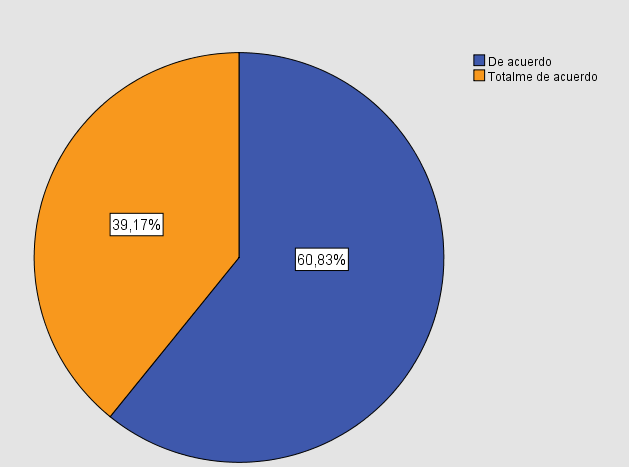 De acuerdo
Totalme de acuerdo
39,17%
60,83%